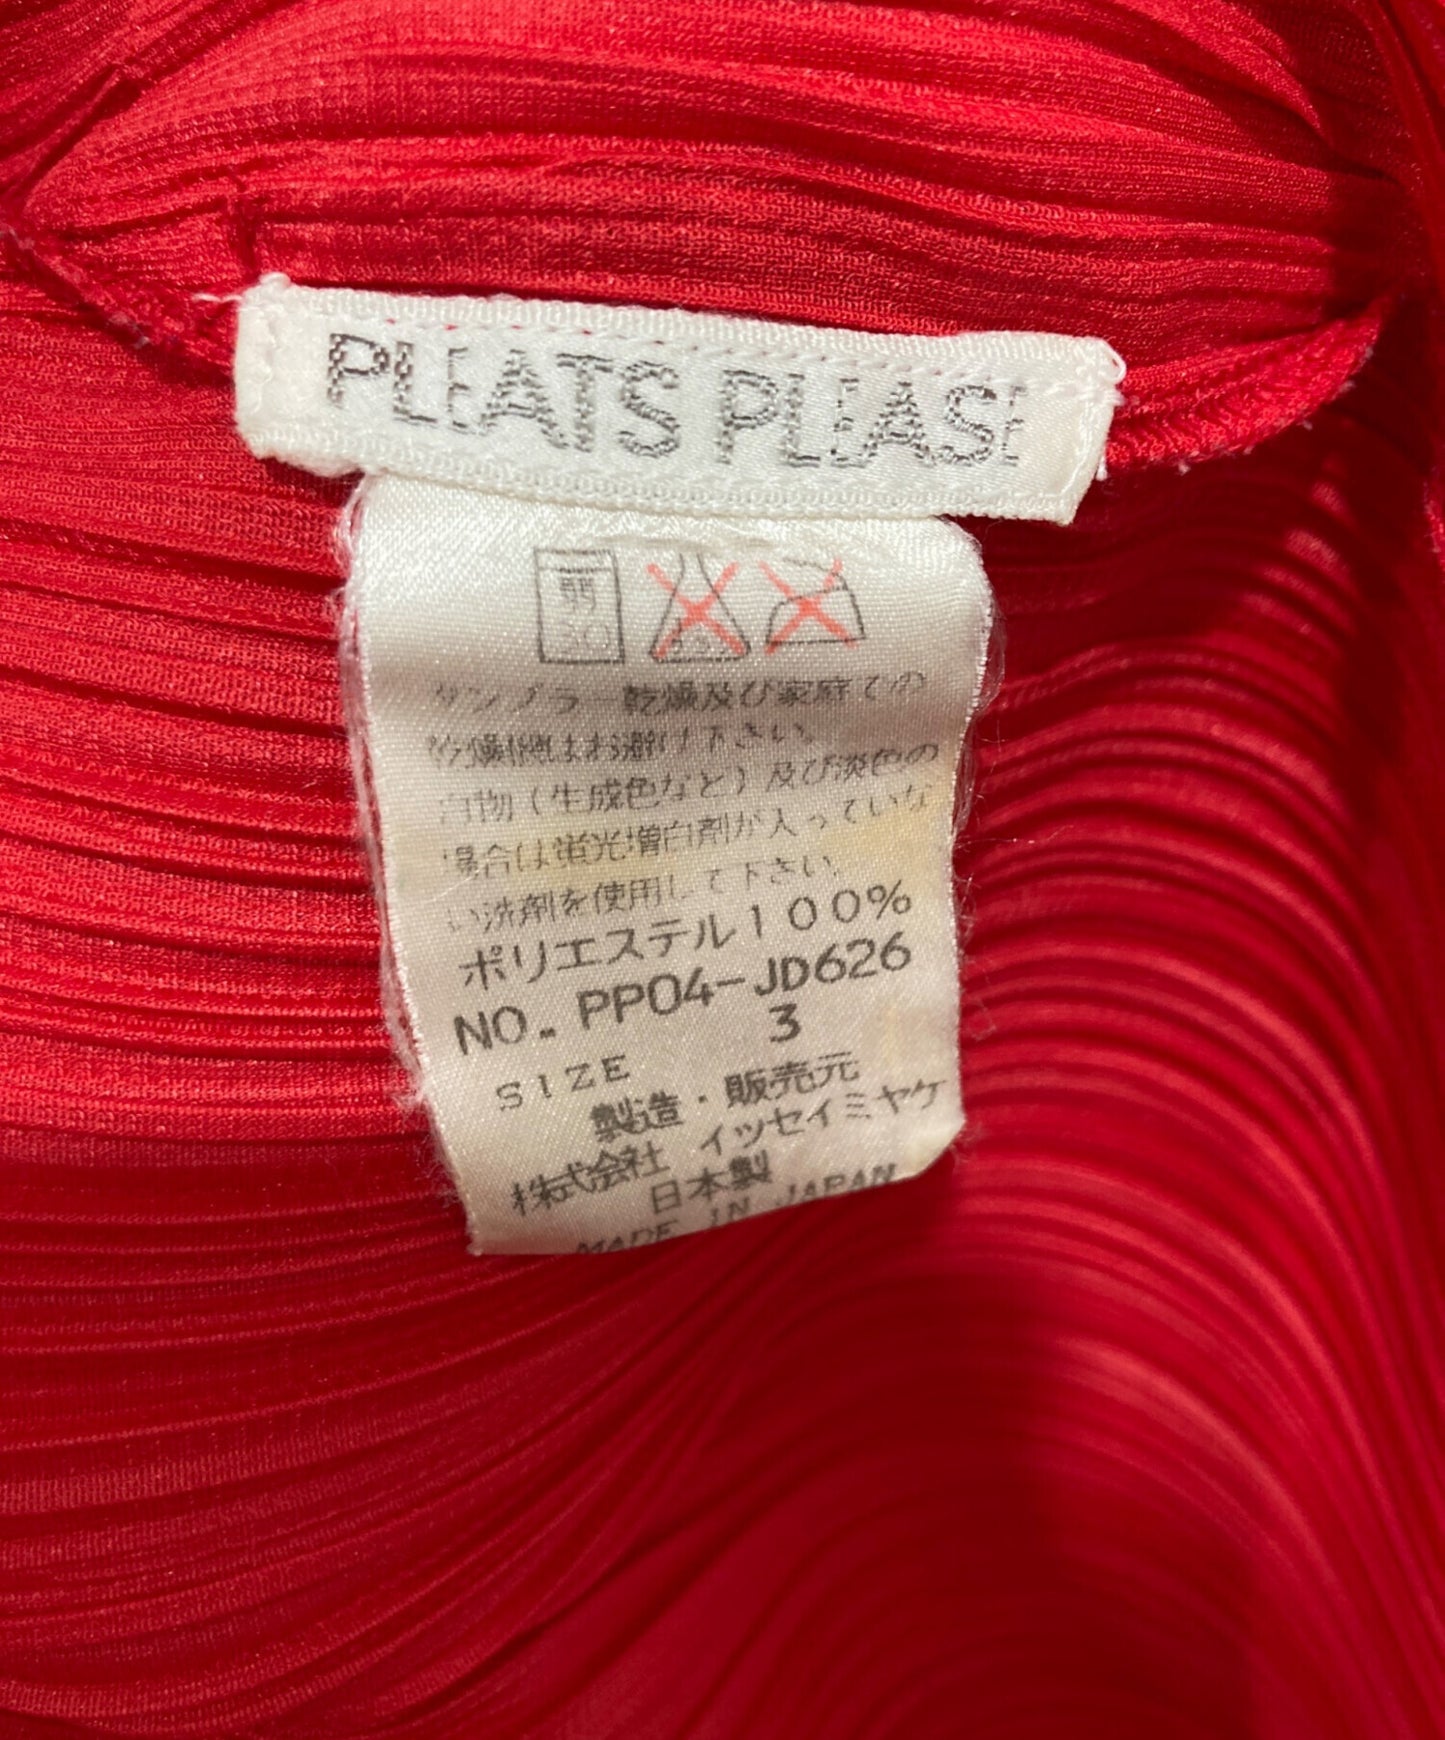 PLEATS PLEASE
弱
30
タンブラー乾燥及び家庭での
乾燥機はお避け下さい。
白物（生成色など）及び淡色の
場合は蛍光増白剤が入っていな
い洗剤を使用して下さい。
ポリエステル100%
NO. PP04-JD626
SIZE 3
製造・販売元
株式会社 イッセイミヤケ
日本製
MADE IN JAPAN